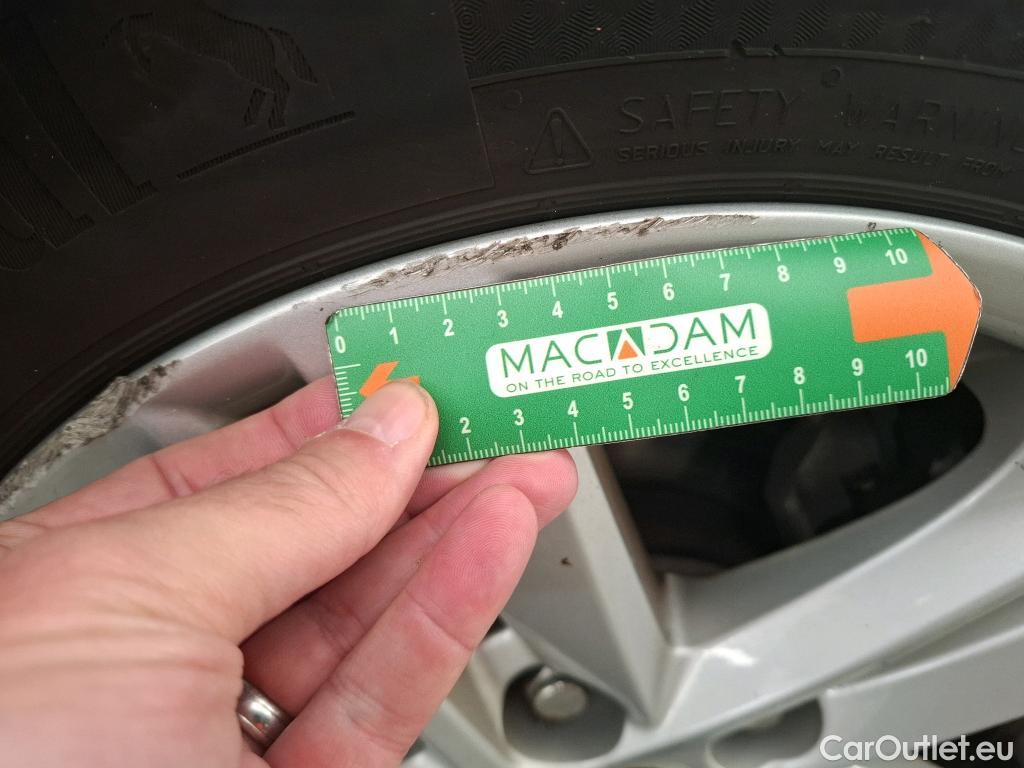 SAFETY WARNING
SERIOUS INJURY MAY RESULT FROM
0 1 2 3 4 5 6 7 8 9 10
MACADAM
ON THE ROAD TO EXCELLENCE
2 3 4 5 6 7 8 9 10
CarOutlet.eu